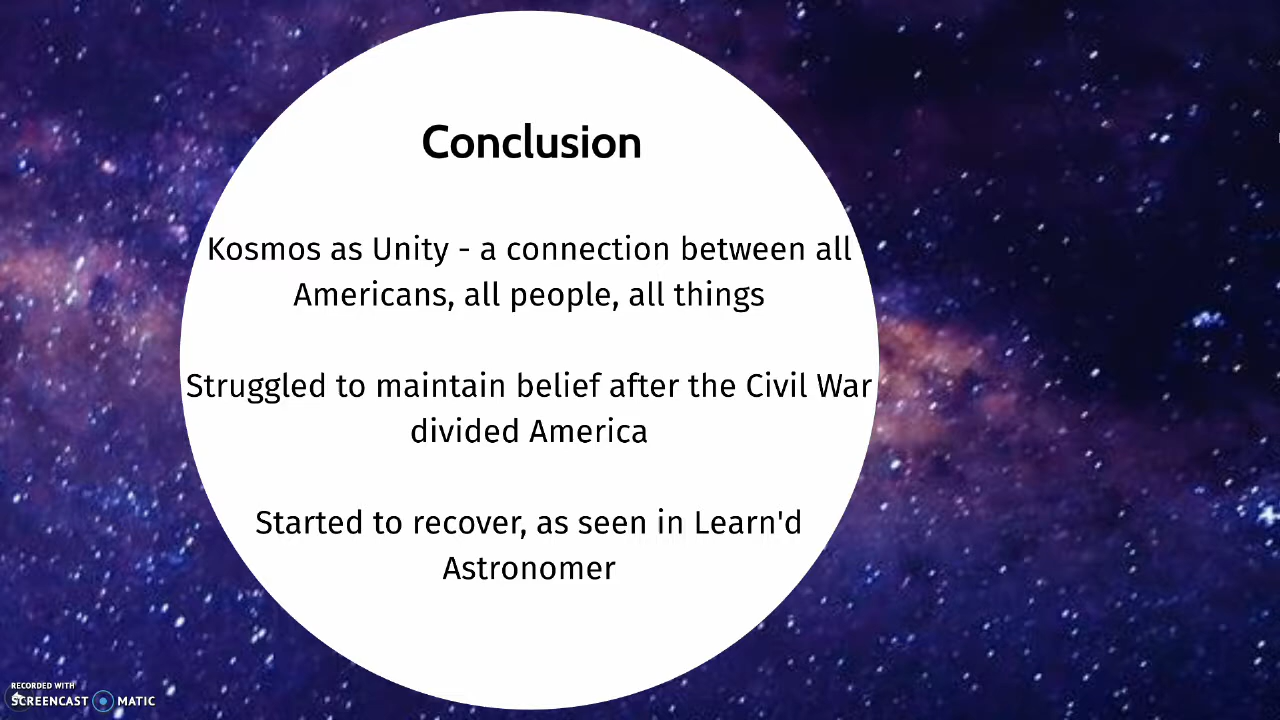 Conclusion
Kosmos as Unity - a connection between all
Americans, all people, all things
Struggled to maintain belief after the Civil War
divided America
Started to recover, as seen in Learn'd
Astronomer
RECORDED WITH
SCREENCAST MATIC